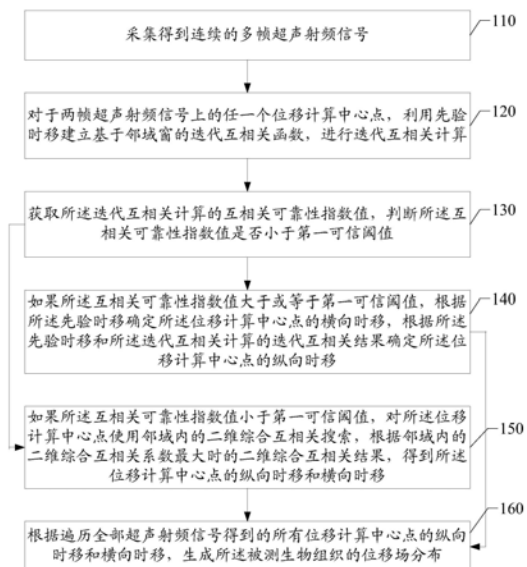 采集得到连续的多帧超声射频信号
110
对于两帧超声射频信号上的任一个位移计算中心点，利用先验
时移建立基于邻域窗的迭代互相关函数，进行迭代互相关计算
120
获取所述迭代互相关计算的互相关可靠性指数值，判断所述互
相关可靠性指数值是否小于第一可信阈值
130
如果所述互相关可靠性指数值大于或等于第一可信阈值，根据
所述先验时移确定所述位移计算中心点的横向时移，根据所述
先验时移和所述迭代互相关计算的迭代互相关结果确定所述位
移计算中心点的纵向时移
140
如果所述互相关可靠性指数值小于第一可信阈值，对所述位移
计算中心点使用邻域内的二维综合互相关搜索，根据邻域内的
二维综合互相关系数最大时的二维综合互相关结果，得到所述
位移计算中心点的纵向时移和横向时移
150
根据遍历全部超声射频信号得到的所有位移计算中心点的纵向
时移和横向时移，生成所述被测生物组织的位移场分布
160